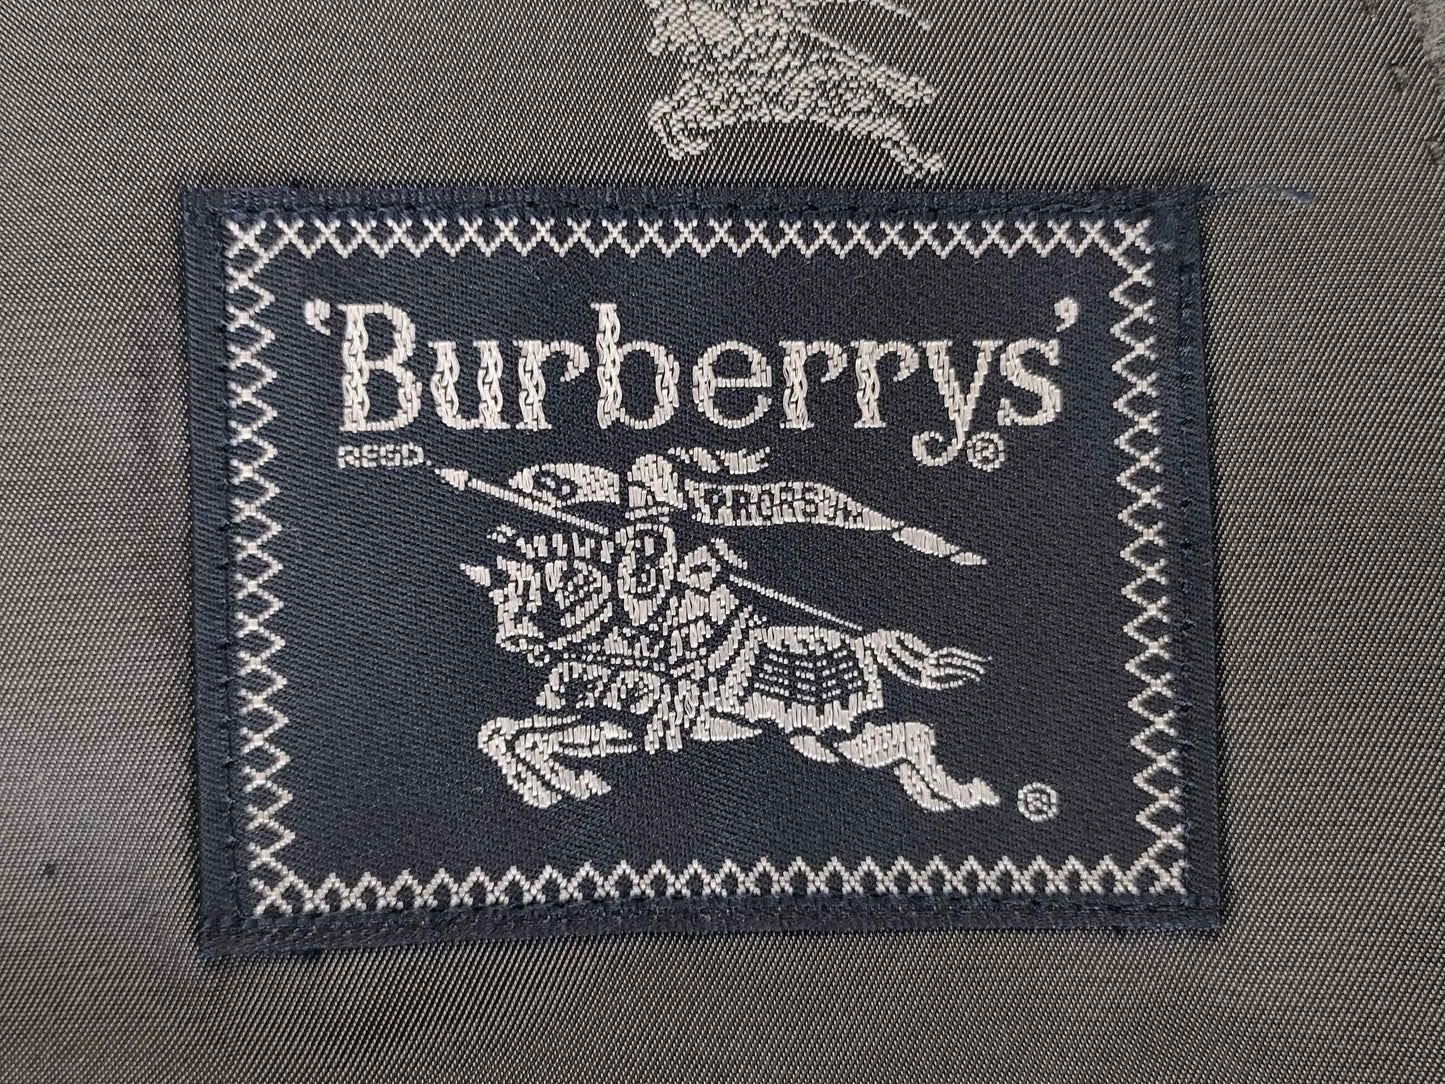 'Burberrys'
®
REGD.
PRORSUM
®